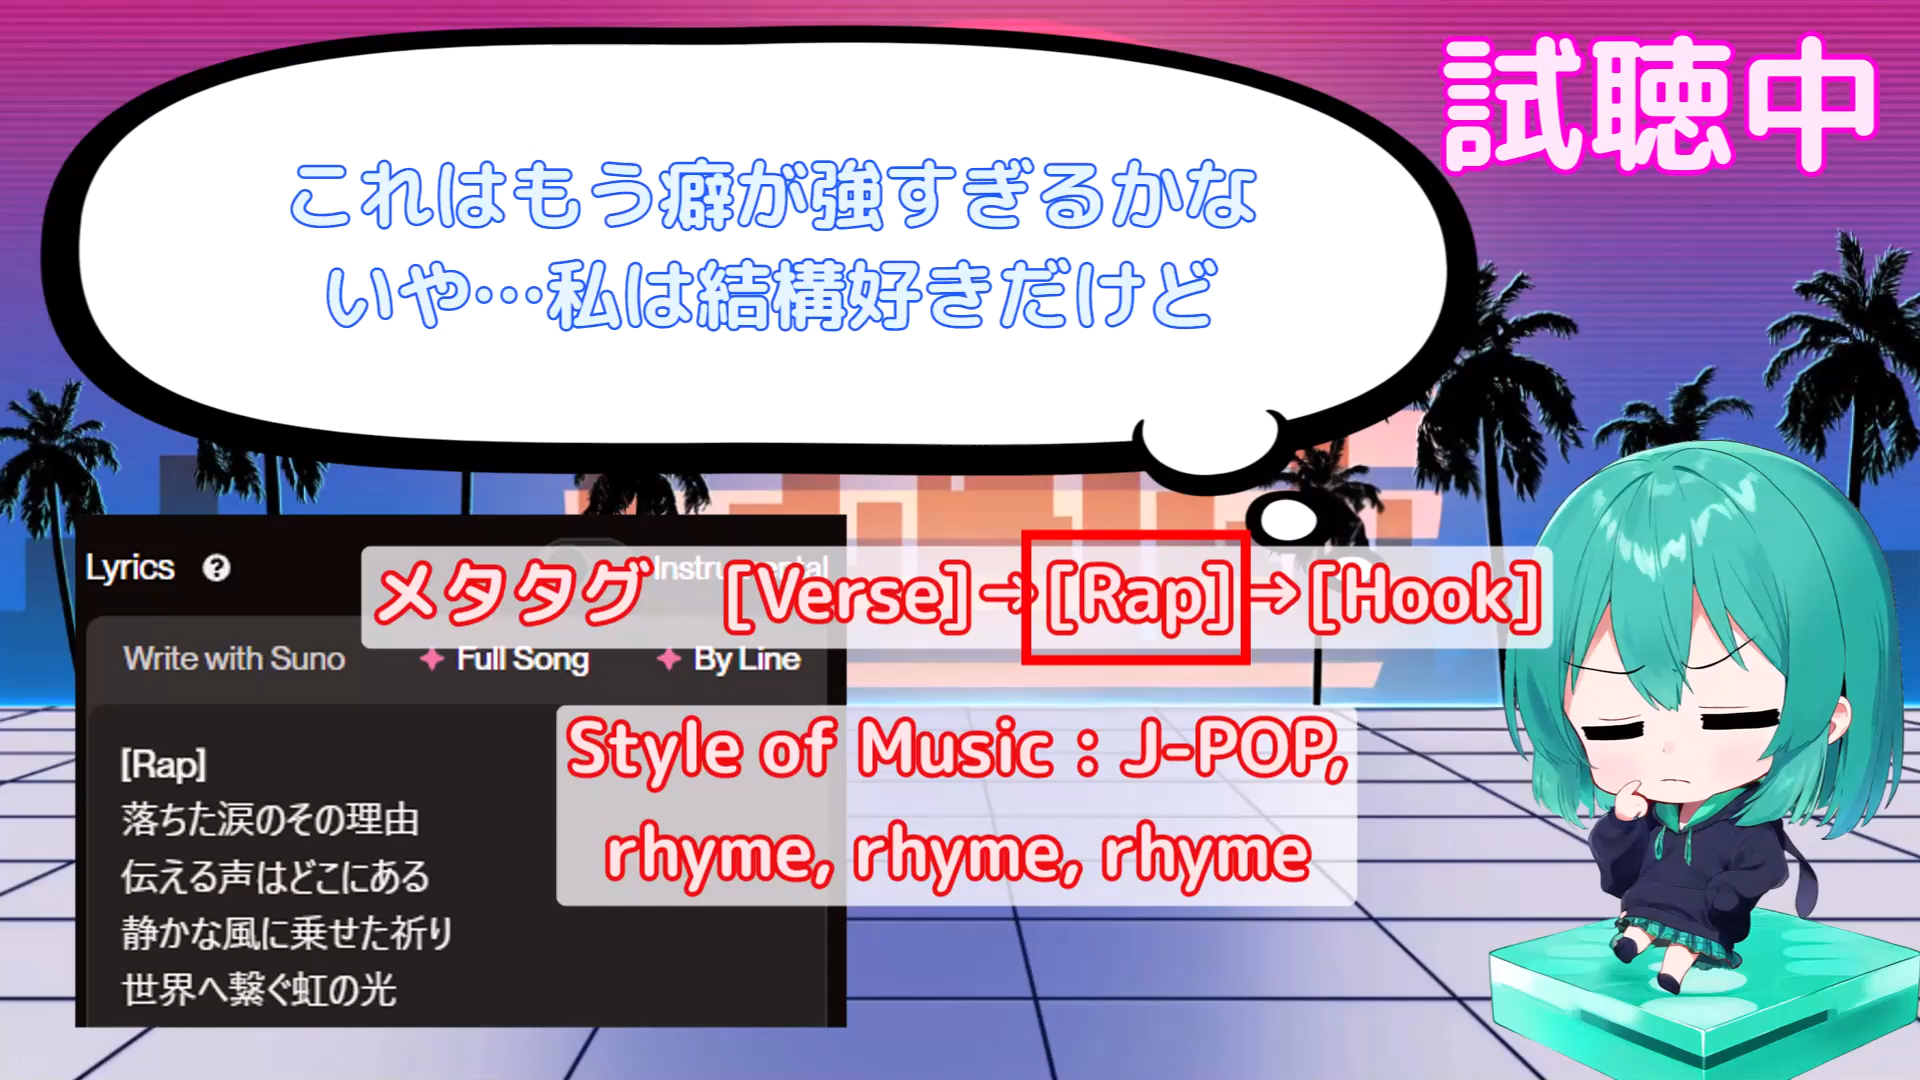 試聴中
これはもう癖が強すぎるかな
いや…私は結構好きだけど
Lyrics ?
Instrumental
メタタグ [Verse]→[Rap]→[Hook]
Write with Suno Full Song By Line
Style of Music : J-POP,
rhyme, rhyme, rhyme
[Rap]
落ちた涙のその理由
伝える声はどこにある
静かな風に乗せた祈り
世界へ繋ぐ虹の光